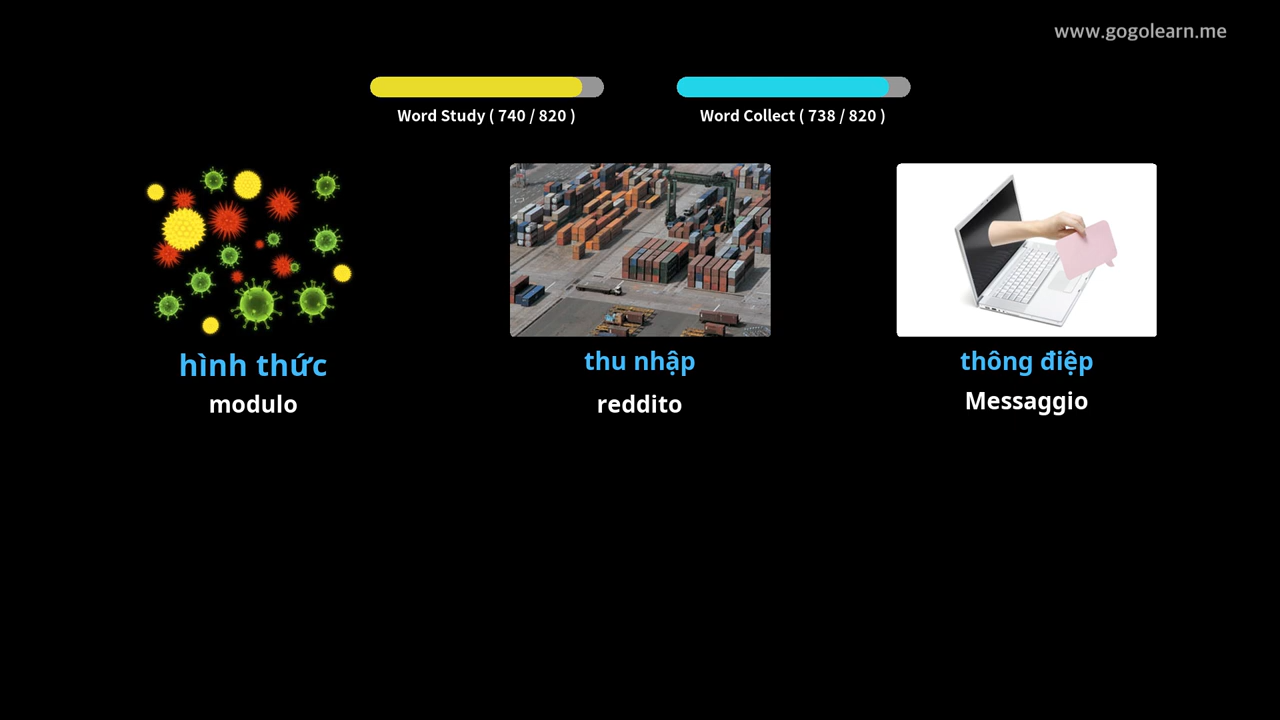 www.gogolearn.me
Word Study ( 740 / 820 )
Word Collect ( 738 / 820 )
hình thức
modulo
thu nhập
reddito
thông điệp
Messaggio